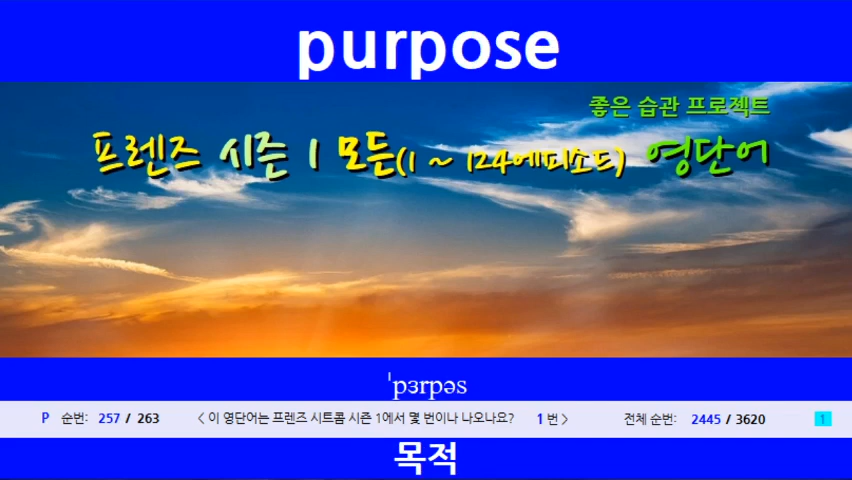 purpose
좋은 습관 프로젝트
프렌즈 시즌 1 모든(1 ~ 124에피소드) 영단어
ˈpɜrpəs
P 순번: 257 / 263 < 이 영단어는 프렌즈 시트콤 시즌 1에서 몇 번이나 나오나요? 1 번 > 전체 순번: 2445 / 3620 1
목적